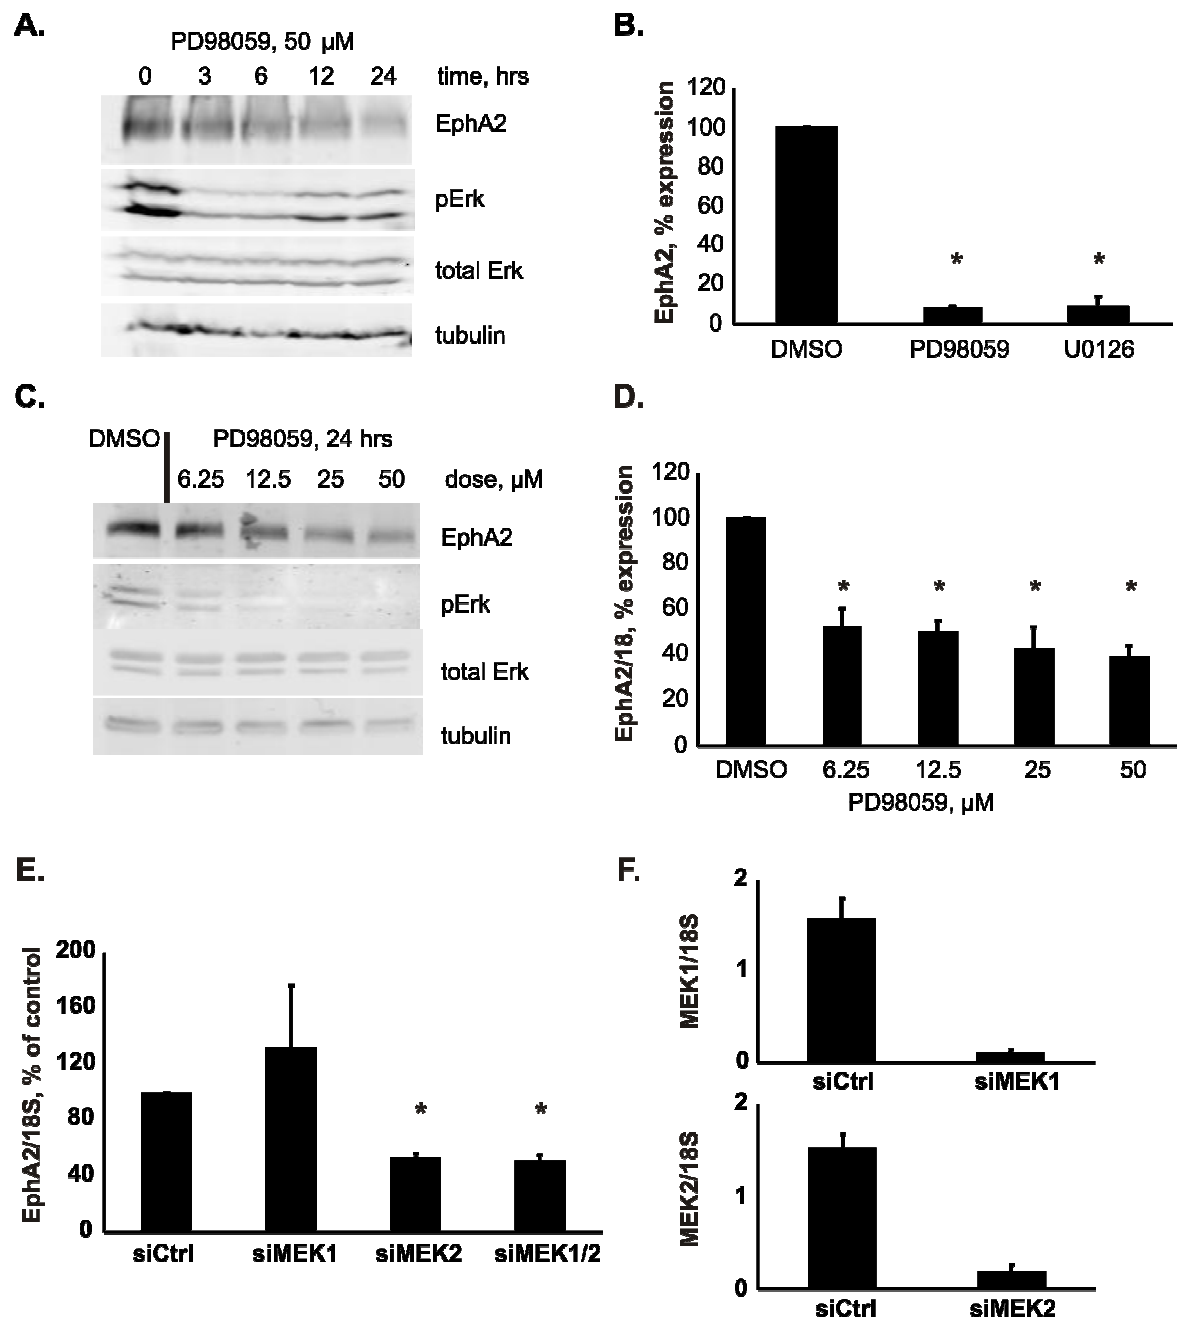 A.
PD98059, 50 µM
0 3 6 12 24 time, hrs
EphA2
pErk
total Erk
tubulin
B.
EphA2, % expression
120
100
80
60
40
20
0
* *
DMSO PD98059 U0126
C.
DMSO PD98059, 24 hrs
6.25 12.5 25 50 dose, µM
EphA2
pErk
total Erk
tubulin
D.
EphA2/18, % expression
120
100
80
60
40
20
0
* * * *
DMSO 6.25 12.5 25 50
PD98059, µM
E.
EphA2/18S, % of control
200
160
120
80
40
0
* *
siCtrl siMEK1 siMEK2 siMEK1/2
F.
MEK1/18S
2
1
0
siCtrl siMEK1
MEK2/18S
2
1
0
siCtrl siMEK2